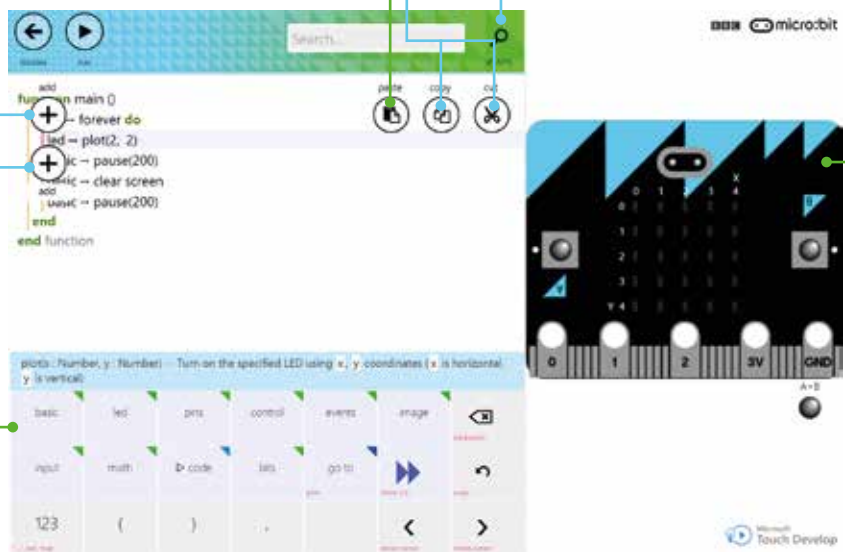 Search...
BBC micro:bit
add
paste copy cut
function main ()
→ forever do
led → plot(2, 2)
→ pause(200)
→ clear screen
add
basic → pause(200)
end
end function
X
0 1 2 3 4
0
1
2
3
Y 4
B
A
0 1 2 3V GND
A+B
plot(x : Number, y : Number) Turn on the specified LED using x, y coordinates (x is horizontal,
y is vertical)
basic led pins control events image
input math code bits go to
123 ( ) ,
Microsoft
Touch Develop